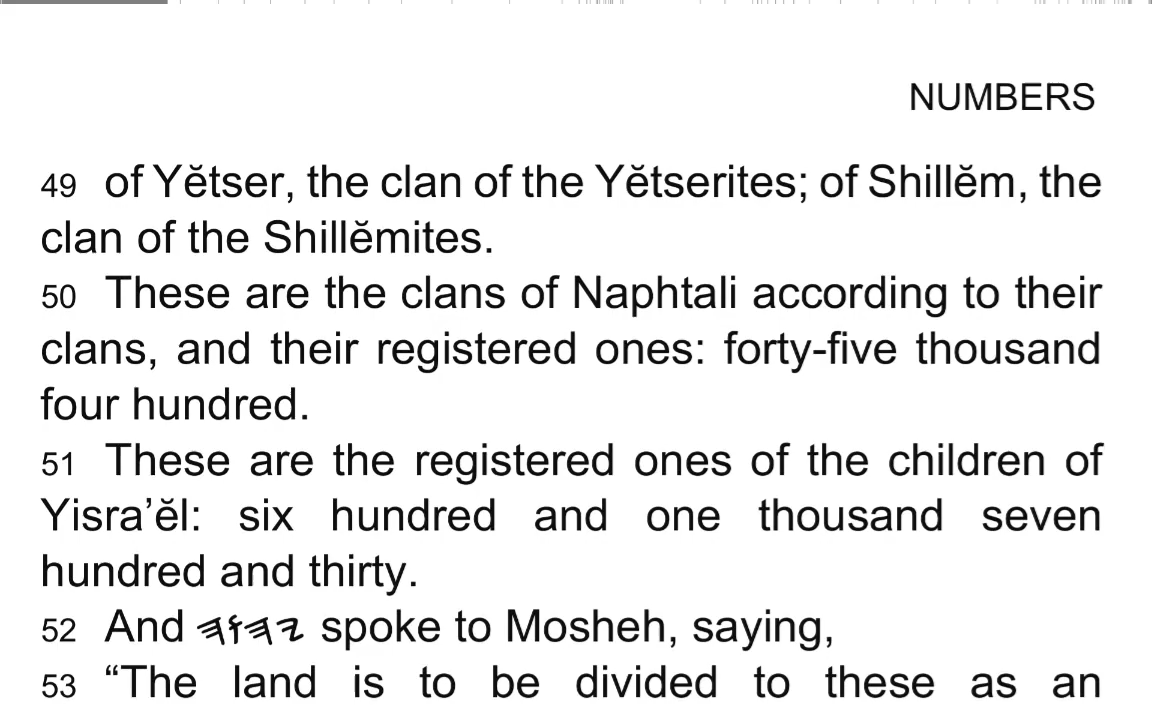 NUMBERS
49 of Yĕtser, the clan of the Yĕtserites; of Shillĕm, the
clan of the Shillĕmites.
50 These are the clans of Naphtali according to their
clans, and their registered ones: forty-five thousand
four hundred.
51 These are the registered ones of the children of
Yisra’ĕl: six hundred and one thousand seven
hundred and thirty.
52 And 𐤉𐤄𐤅𐤄 spoke to Mosheh, saying,
53 “The land is to be divided to these as an